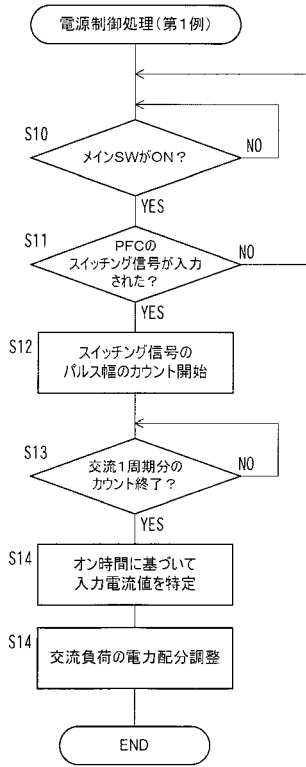 電源制御処理(第1例)
S10
メインSWがON?
NO
YES
S11
PFCの
スイッチング信号が入力
された?
NO
YES
S12
スイッチング信号の
パルス幅のカウント開始
S13
交流1周期分の
カウント終了?
NO
YES
S14
オン時間に基づいて
入力電流値を特定
S14
交流負荷の電力配分調整
END